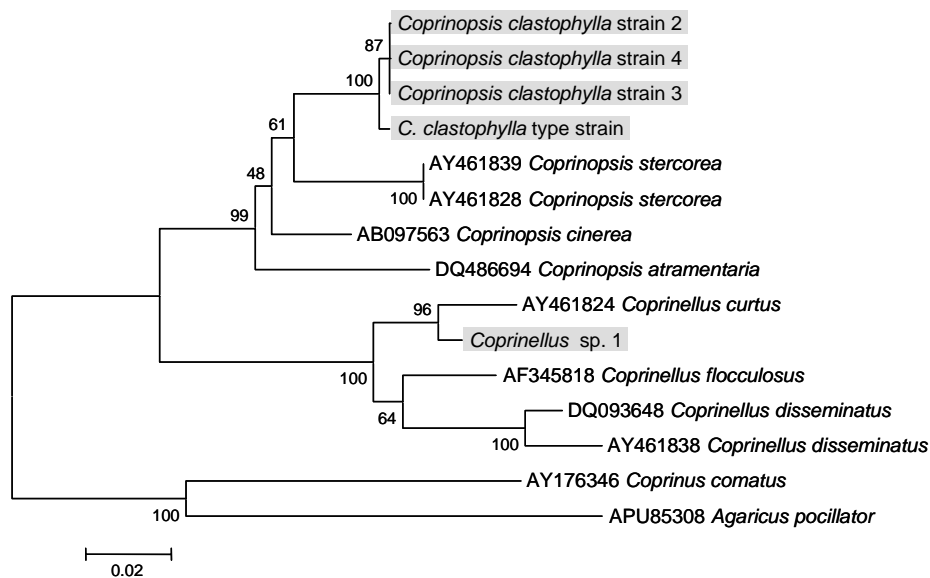 Coprinopsis clastophylla strain 2
87
Coprinopsis clastophylla strain 4
100
Coprinopsis clastophylla strain 3
61
C. clastophylla type strain
AY461839 Coprinopsis stercorea
48
100
AY461828 Coprinopsis stercorea
99
AB097563 Coprinopsis cinerea
DQ486694 Coprinopsis atramentaria
96
AY461824 Coprinellus curtus
Coprinellus sp. 1
100
AF345818 Coprinellus flocculosus
64
DQ093648 Coprinellus disseminatus
100
AY461838 Coprinellus disseminatus
AY176346 Coprinus comatus
100
APU85308 Agaricus pocillator
0.02